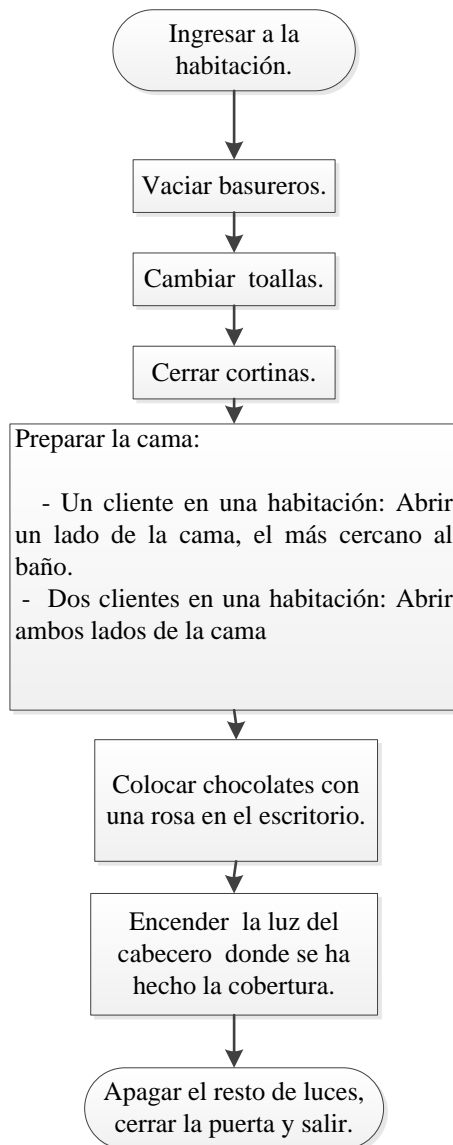 Ingresar a la
habitación.
Vaciar basureros.
Cambiar toallas.
Cerrar cortinas.
Preparar la cama:
- Un cliente en una habitación: Abrir
un lado de la cama, el más cercano al
baño.
- Dos clientes en una habitación: Abrir
ambos lados de la cama
Colocar chocolates con
una rosa en el escritorio.
Encender la luz del
cabecero donde se ha
hecho la cobertura.
Apagar el resto de luces,
cerrar la puerta y salir.